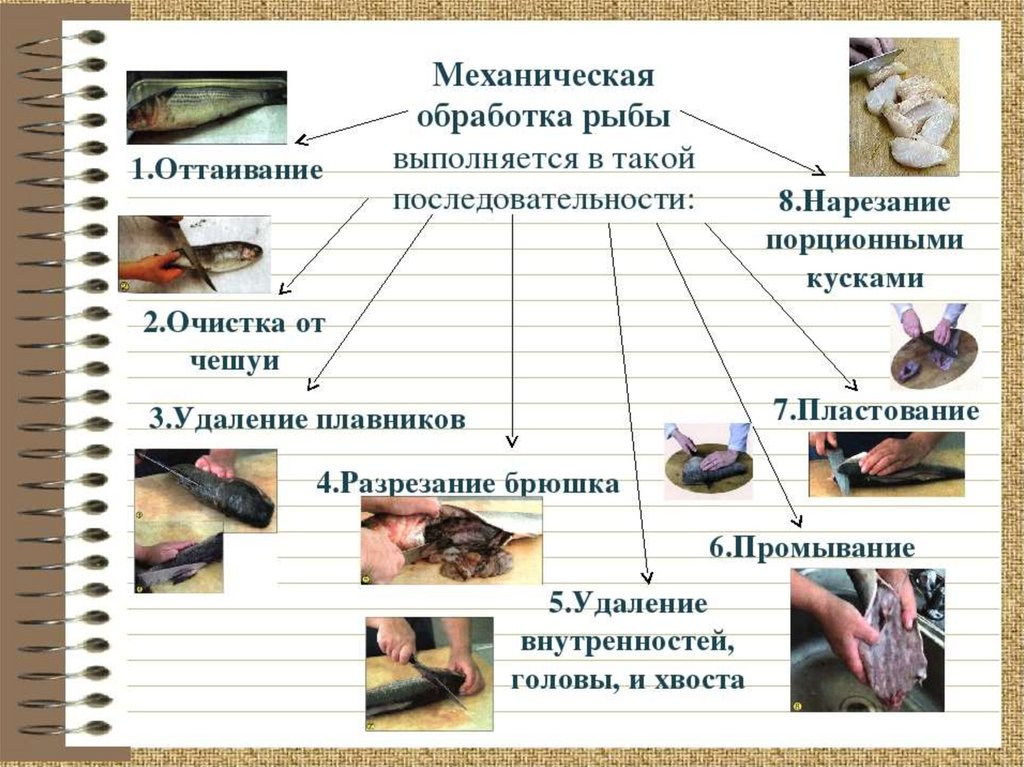 Механическая
обработка рыбы
выполняется в такой
последовательности:
1.Оттаивание
2.Очистка от
чешуи
3.Удаление плавников
4.Разрезание брюшка
5.Удаление
внутренностей,
головы, и хвоста
6.Промывание
7.Пластование
8.Нарезание
порционными
кусками